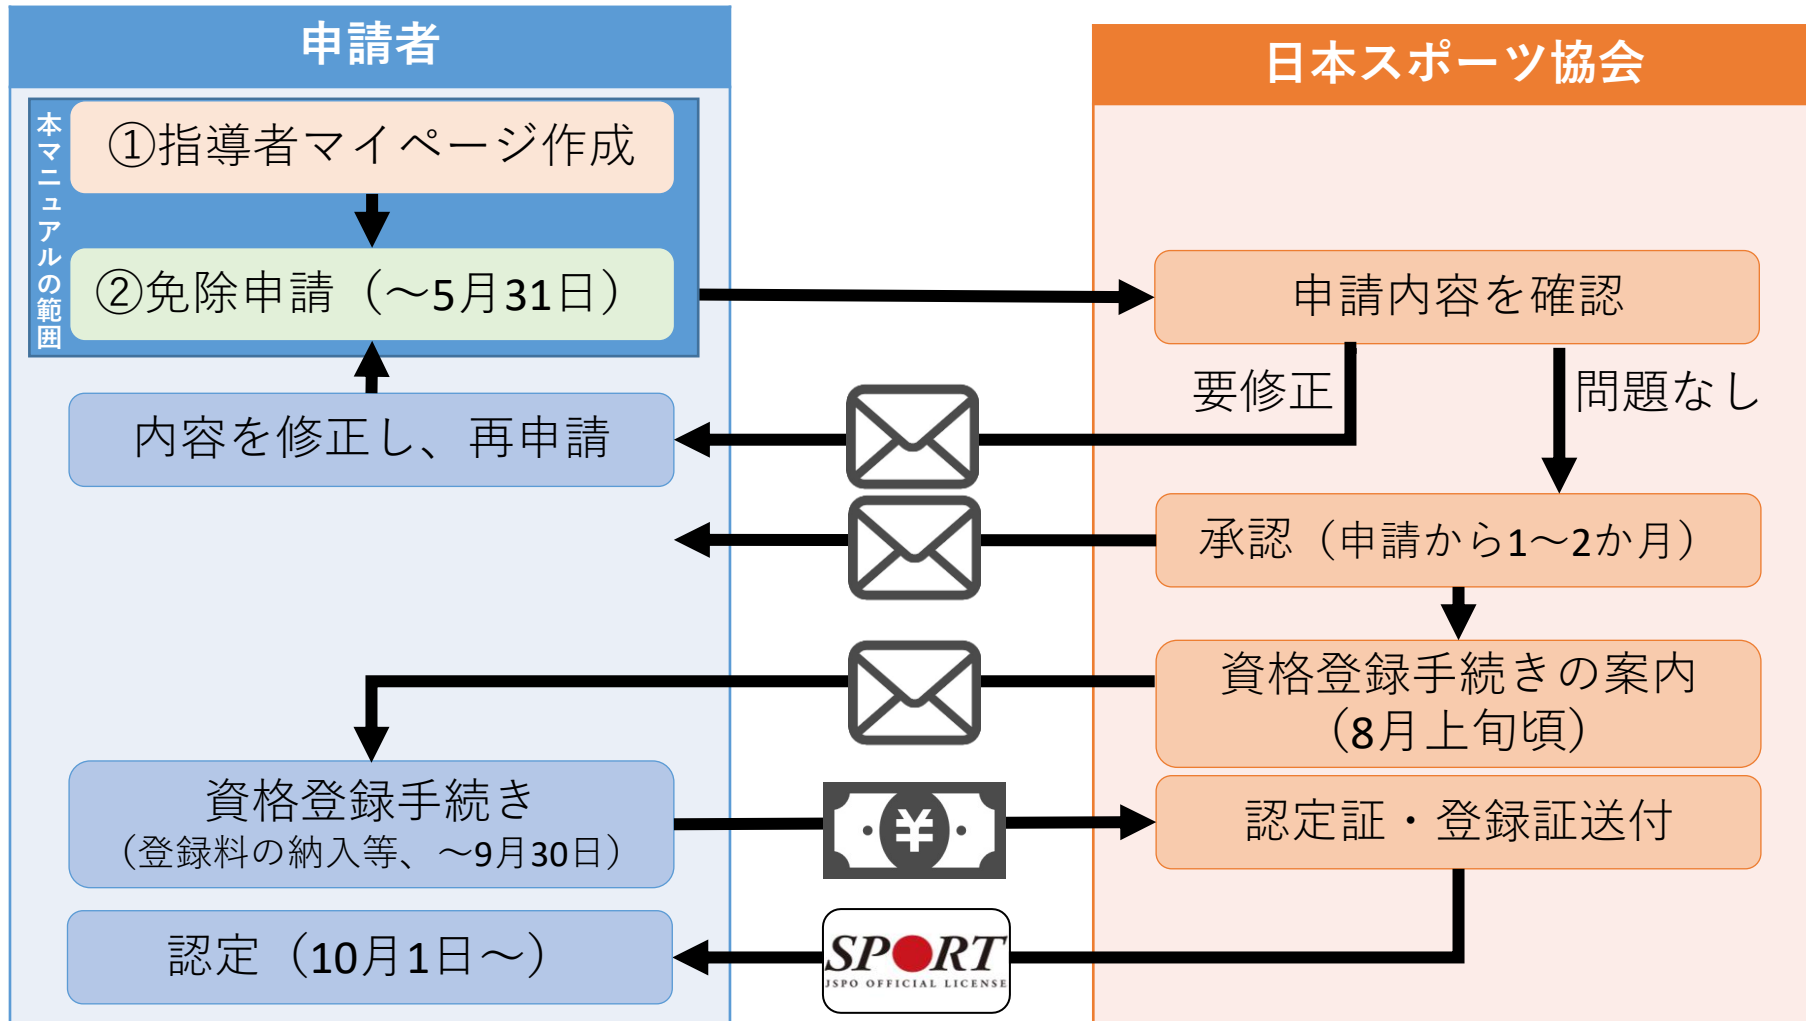 申請者
日本スポーツ協会
本マニュアルの範囲
①指導者マイページ作成
②免除申請（～5月31日）
申請内容を確認
要修正
問題なし
内容を修正し、再申請
承認（申請から1～2か月）
資格登録手続きの案内
（8月上旬頃）
資格登録手続き
（登録料の納入等、～9月30日）
¥
認定証・登録証送付
認定（10月1日～）
SPORT
JSPO OFFICIAL LICENSE